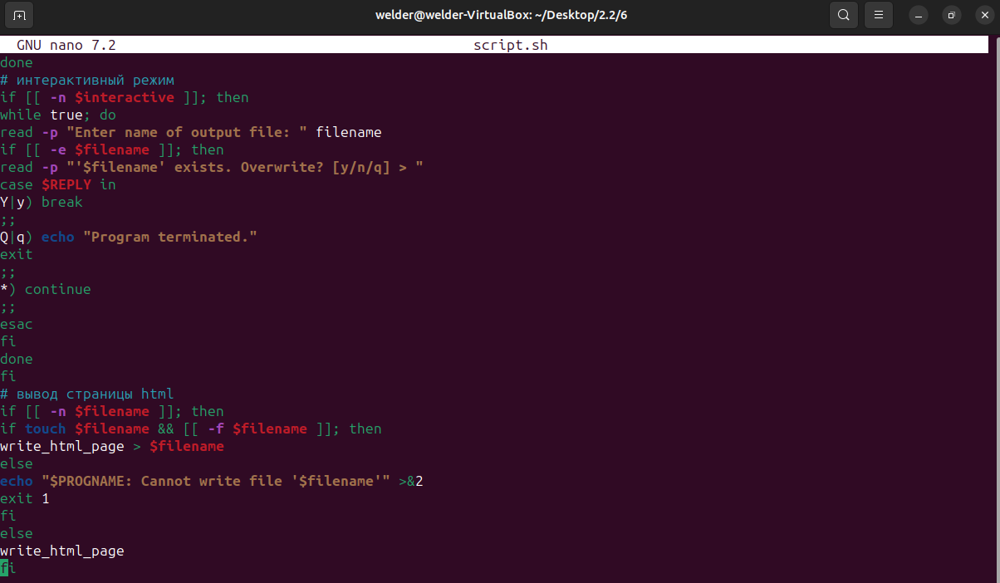 welder@welder-VirtualBox: ~/Desktop/2.2/6
GNU nano 7.2 script.sh
done
# интерактивный режим
if [[ -n $interactive ]]; then
while true; do
read -p "Enter name of output file: " filename
if [[ -e $filename ]]; then
read -p "'$filename' exists. Overwrite? [y/n/q] > "
case $REPLY in
Y|y) break
;;
Q|q) echo "Program terminated."
exit
;;
*) continue
;;
esac
fi
done
fi
# вывод страницы html
if [[ -n $filename ]]; then
if touch $filename && [[ -f $filename ]]; then
write_html_page > $filename
else
echo "$PROGNAME: Cannot write file '$filename'" >&2
exit 1
fi
else
write_html_page
fi